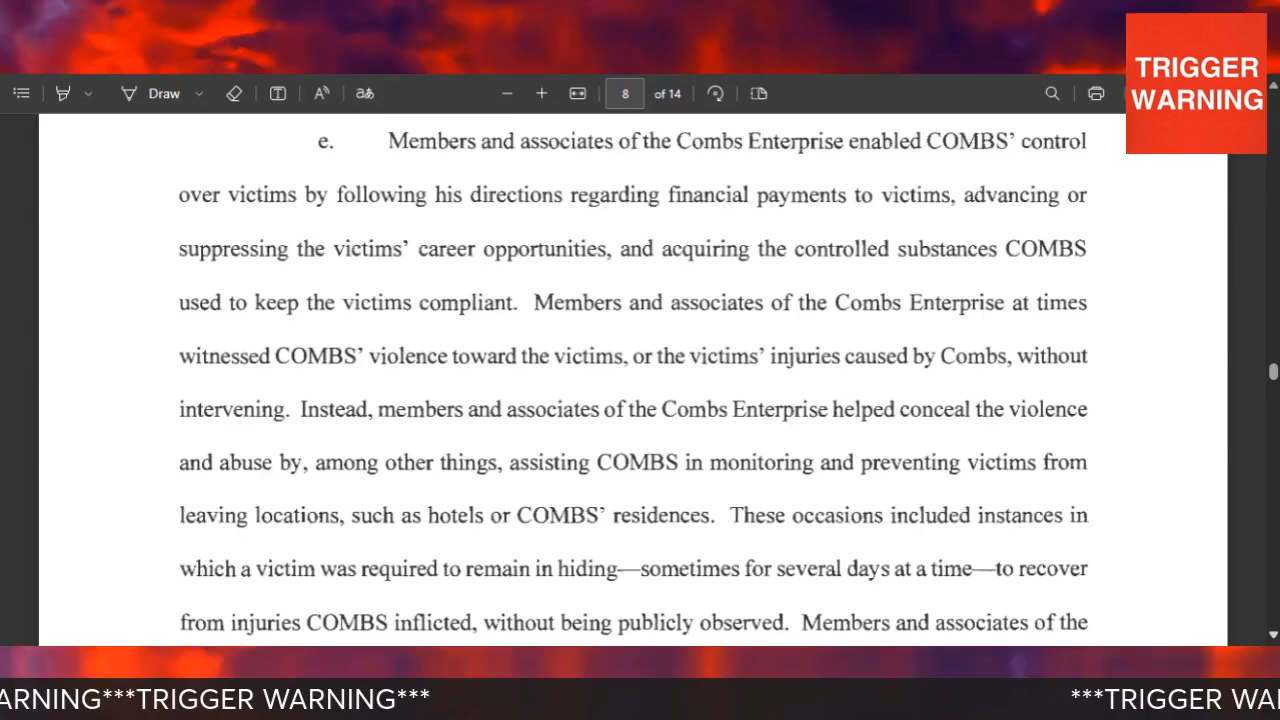 TRIGGER
WARNING
Draw
8 of 14
e. Members and associates of the Combs Enterprise enabled COMBS’ control
over victims by following his directions regarding financial payments to victims, advancing or
suppressing the victims’ career opportunities, and acquiring the controlled substances COMBS
used to keep the victims compliant. Members and associates of the Combs Enterprise at times
witnessed COMBS’ violence toward the victims, or the victims’ injuries caused by Combs, without
intervening. Instead, members and associates of the Combs Enterprise helped conceal the violence
and abuse by, among other things, assisting COMBS in monitoring and preventing victims from
leaving locations, such as hotels or COMBS’ residences. These occasions included instances in
which a victim was required to remain in hiding—sometimes for several days at a time—to recover
from injuries COMBS inflicted, without being publicly observed. Members and associates of the
ARNING***TRIGGER WARNING*** ***TRIGGER WA